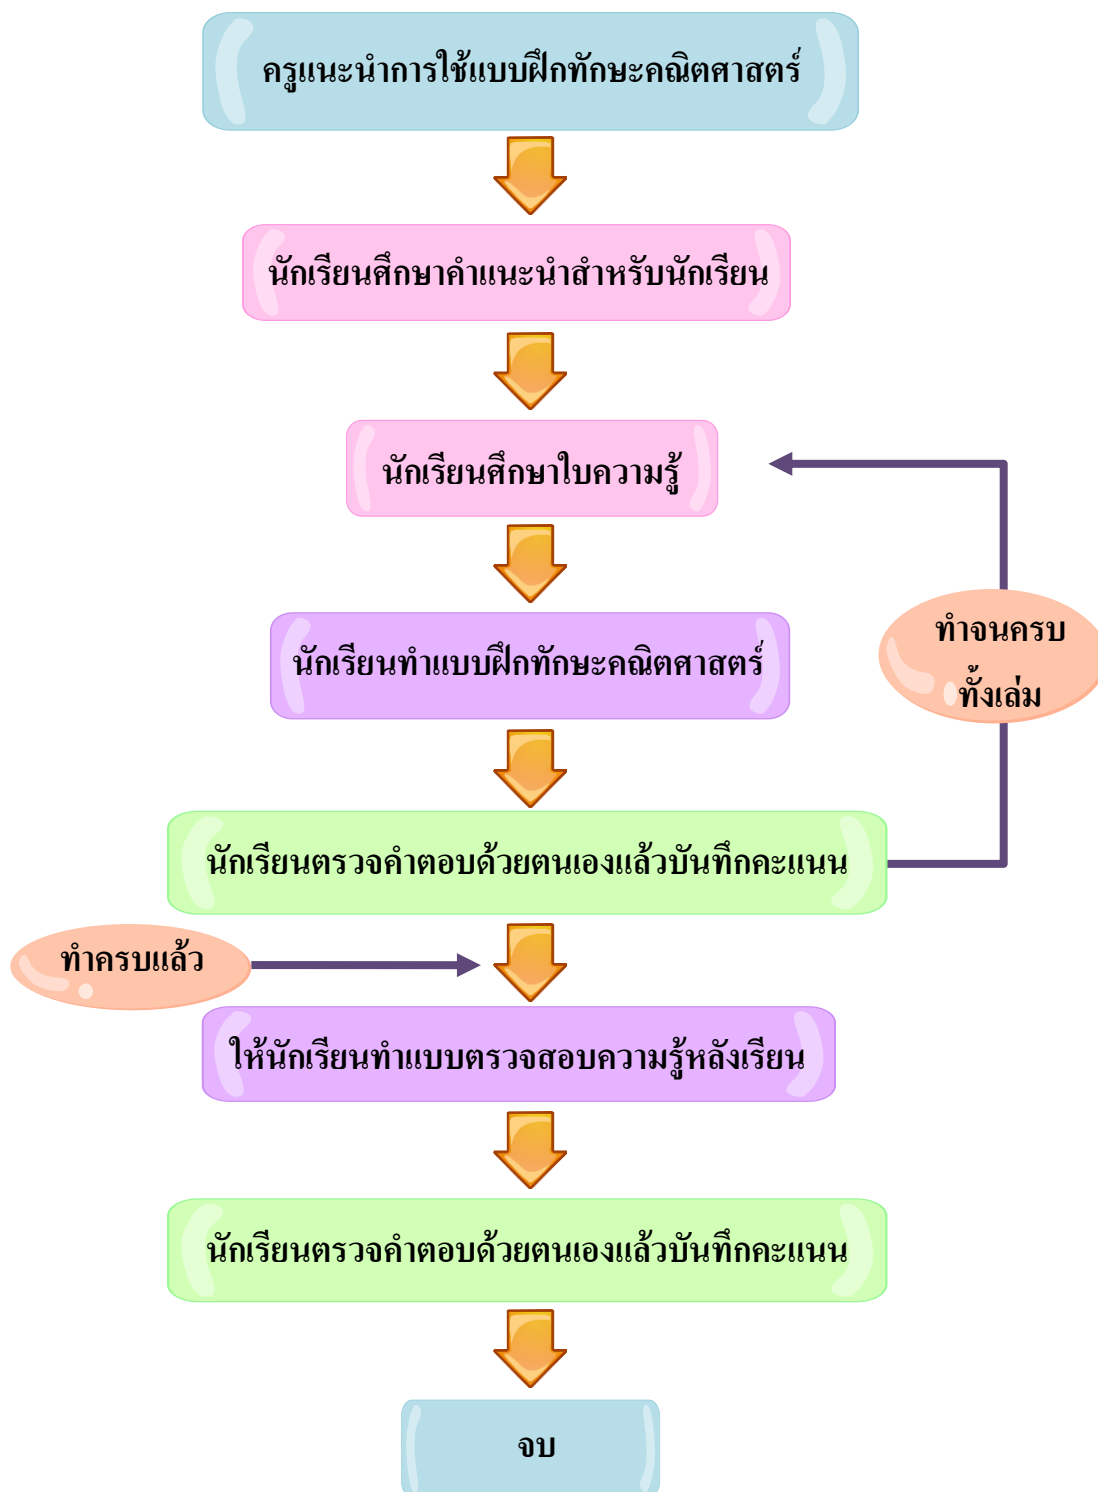 ครูแนะนำการใช้แบบฝึกทักษะคณิตศาสตร์
นักเรียนศึกษาคำแนะนำสำหรับนักเรียน
นักเรียนศึกษาใบความรู้
ทำจนครบ
ทั้งเล่ม
นักเรียนทำแบบฝึกทักษะคณิตศาสตร์
นักเรียนตรวจคำตอบด้วยตนเองแล้วบันทึกคะแนน
ทำครบแล้ว
ให้นักเรียนทำแบบตรวจสอบความรู้หลังเรียน
นักเรียนตรวจคำตอบด้วยตนเองแล้วบันทึกคะแนน
จบ